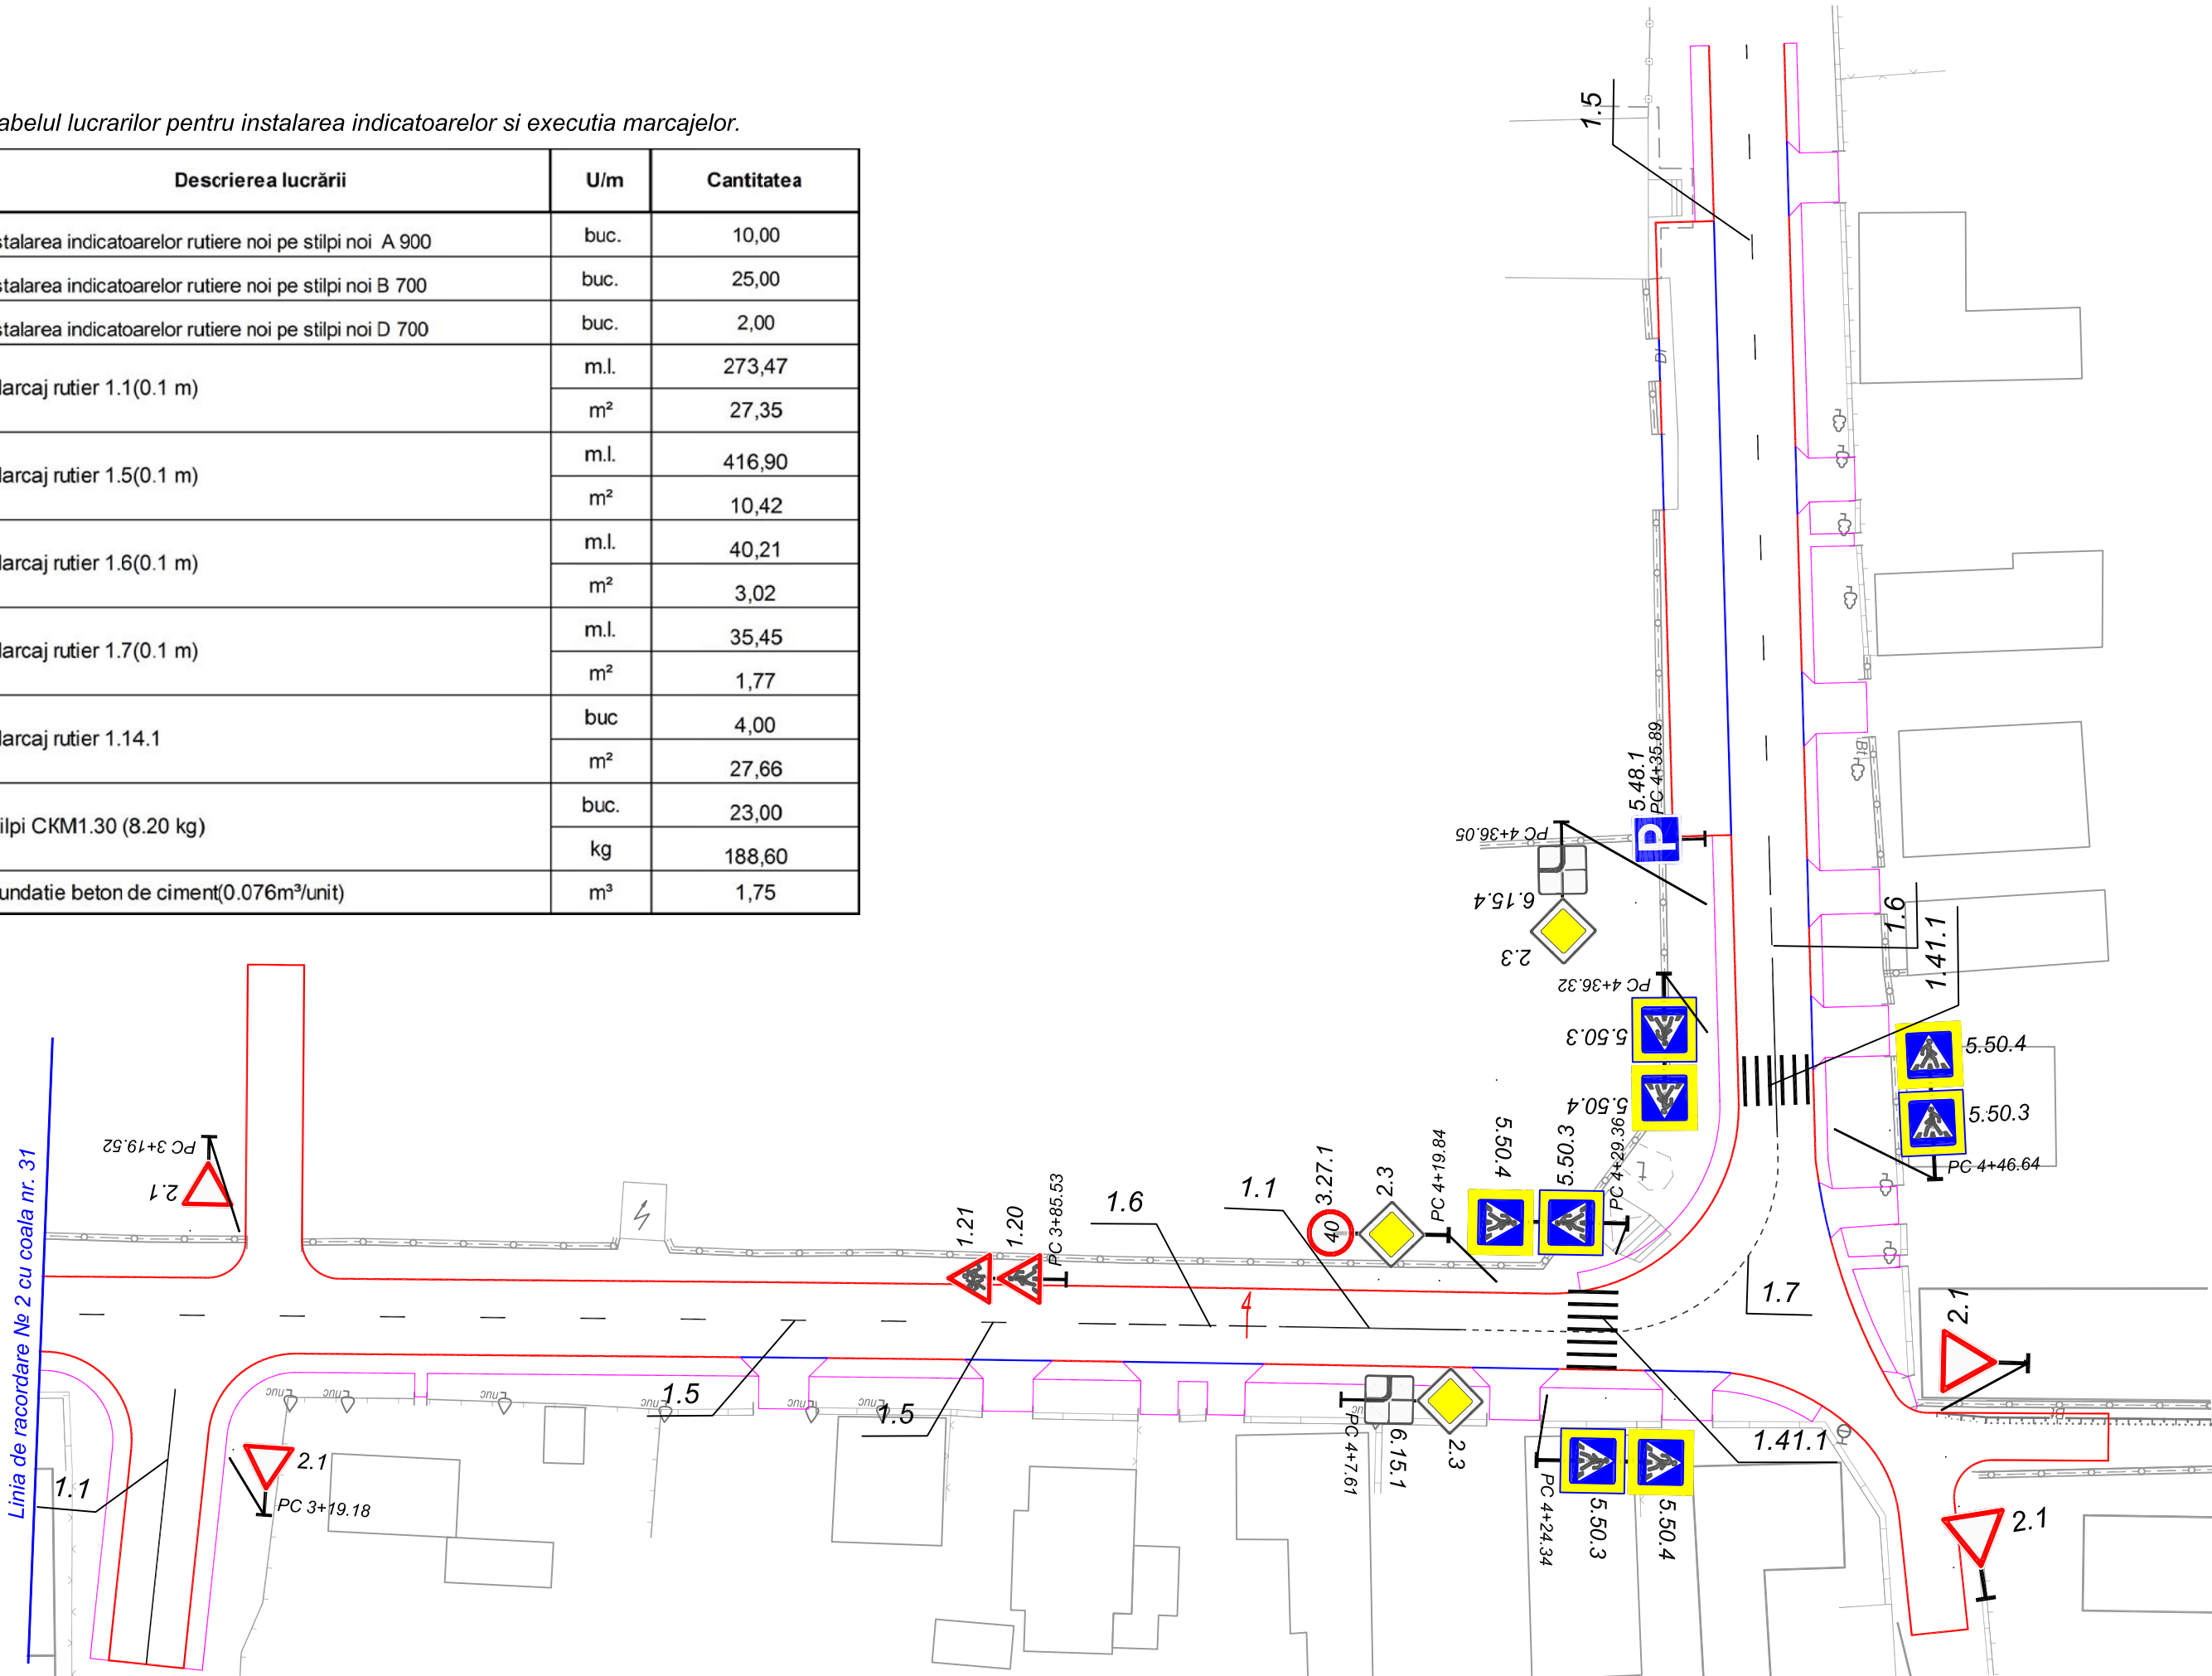 abelul lucrarilor pentru instalarea indicatoarelor si executia marcajelor.
Descrierea lucrării U/m Cantitatea
stalarea indicatoarelor rutiere noi pe stilpi noi A 900 buc. 10,00
stalarea indicatoarelor rutiere noi pe stilpi noi B 700 buc. 25,00
stalarea indicatoarelor rutiere noi pe stilpi noi D 700 buc. 2,00
larcaj rutier 1.1(0.1 m) m.l. 273,47
m² 27,35
larcaj rutier 1.5(0.1 m) m.l. 416,90
m² 10,42
larcaj rutier 1.6(0.1 m) m.l. 40,21
m² 3,02
larcaj rutier 1.7(0.1 m) m.l. 35,45
m² 1,77
larcaj rutier 1.14.1 buc 4,00
m² 27,66
ilpi CKM1.30 (8.20 kg) buc. 23,00
kg 188,60
undatie beton de ciment(0.076m³/unit) m³ 1,75
1.5
5.48.1
PC 4+35.89
P
PC 4+36.05
6.15.4
2.3
PC 4+36.32
5.50.3
5.50.4
1.6
1.41.1
5.50.4
5.50.3
PC 4+46.64
Linia de racordare № 2 cu coala nr. 31
PC 3+19.52
2.1
1.21
1.20
PC 3+85.53
1.6
1.1
3.27.1
40
2.3
PC 4+19.84
5.50.4
5.50.3
PC 4+29.36
4
1.7
2.1
1.5
1.5
1.1
2.1
PC 3+19.18
PC 4+7.61
6.15.1
2.3
PC 4+24.34
5.50.3
5.50.4
1.41.1
2.1